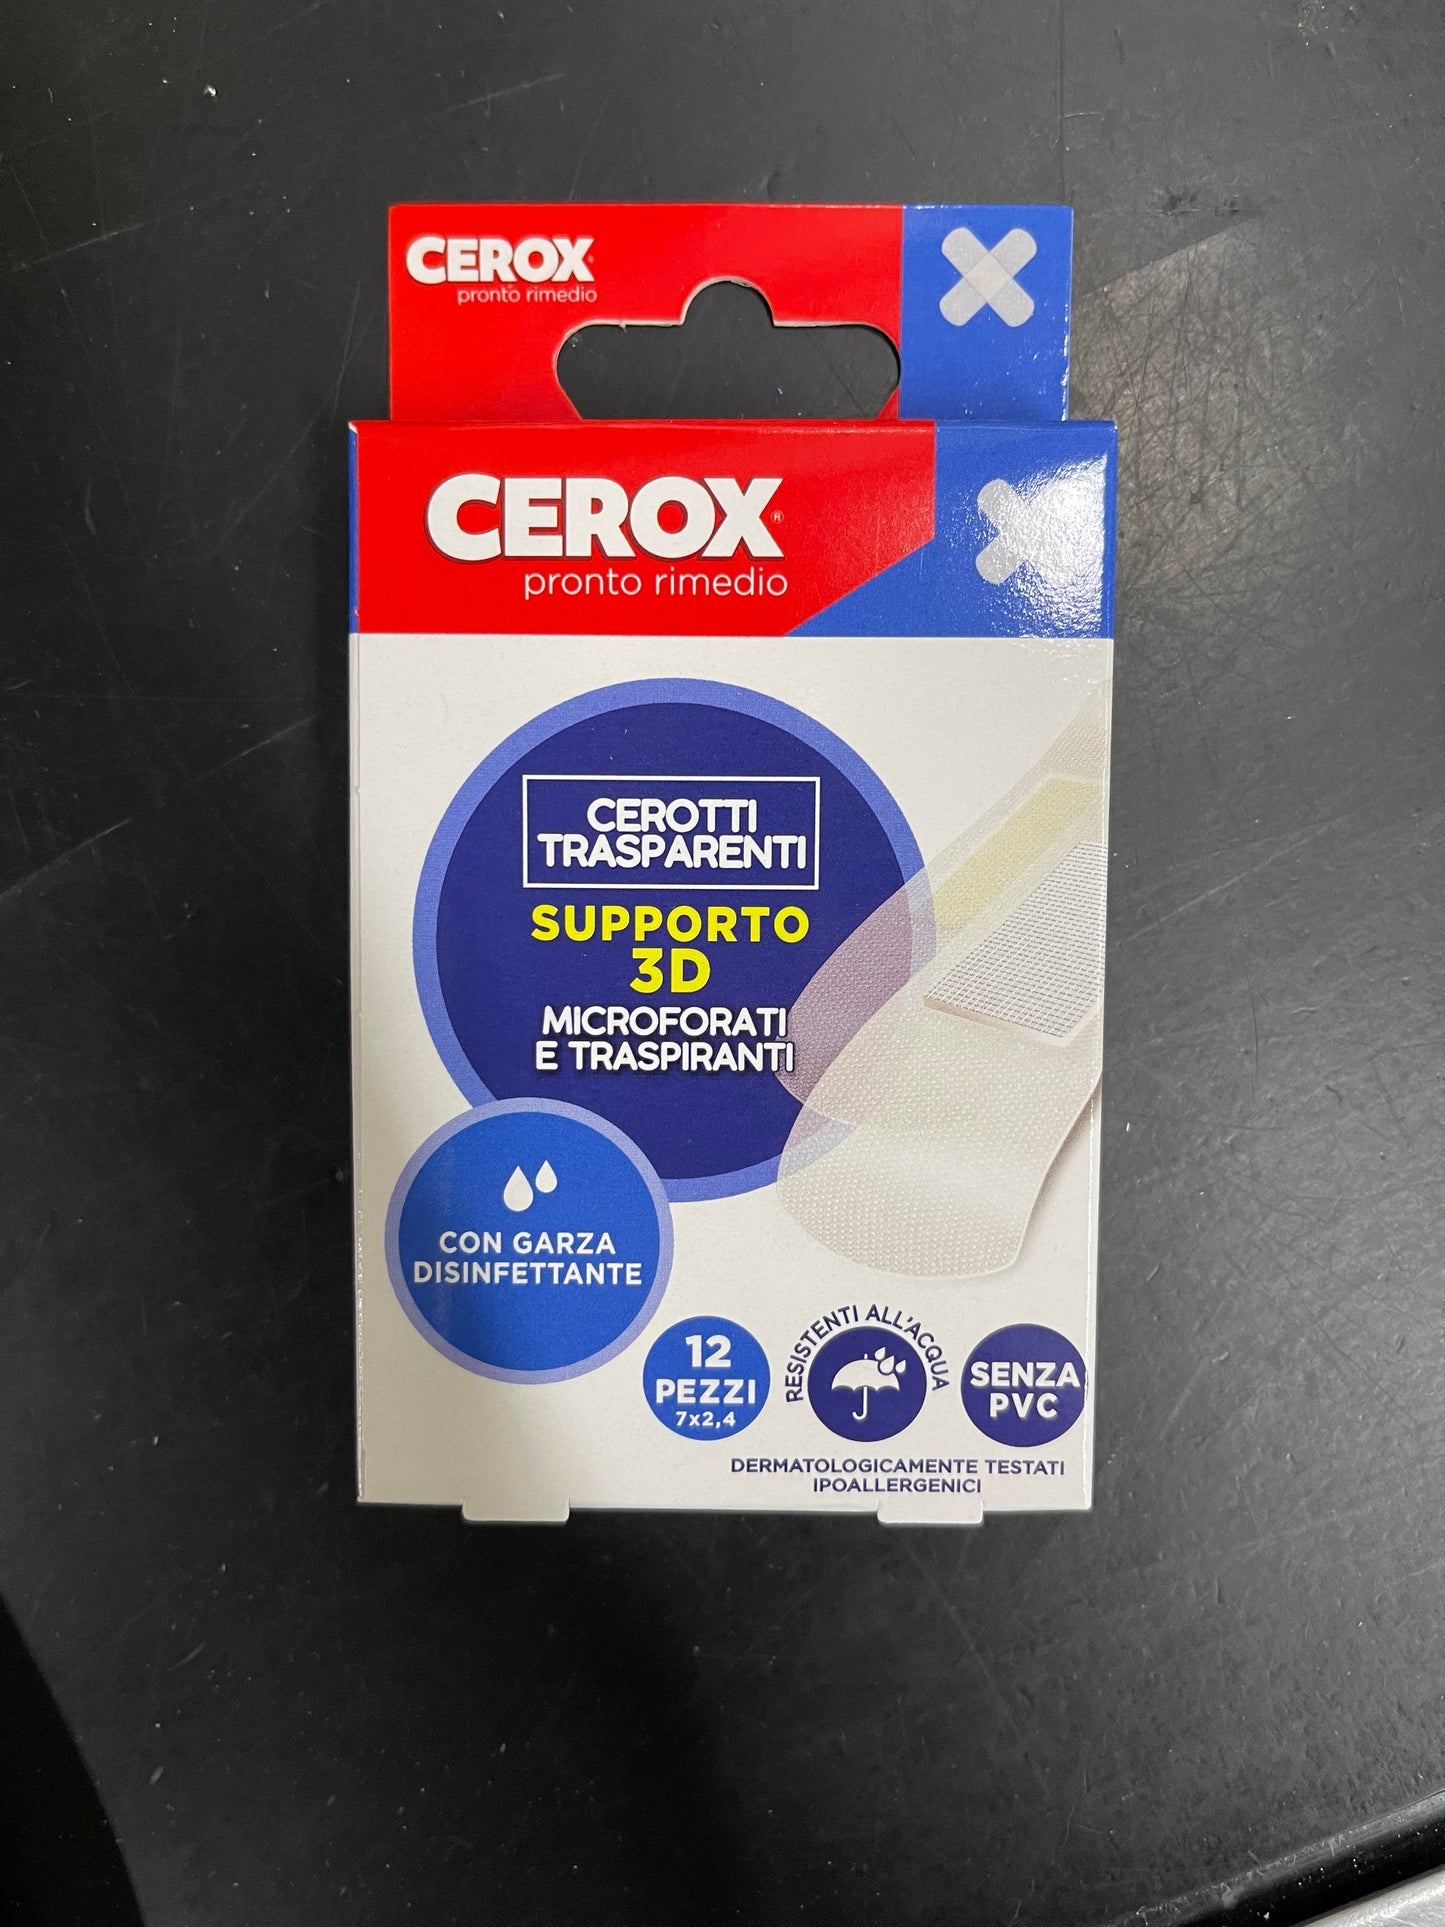 CEROX
pronto rimedio
CEROX®
pronto rimedio
CEROTTI
TRASPARENTI
SUPPORTO
3D
MICROFORATI
E TRASPIRANTI
CON GARZA
DISINFETTANTE
12
PEZZI
7x2,4
RESISTENTI ALL'ACQUA
SENZA
PVC
DERMATOLOGICAMENTE TESTATI
IPOALLERGENICI